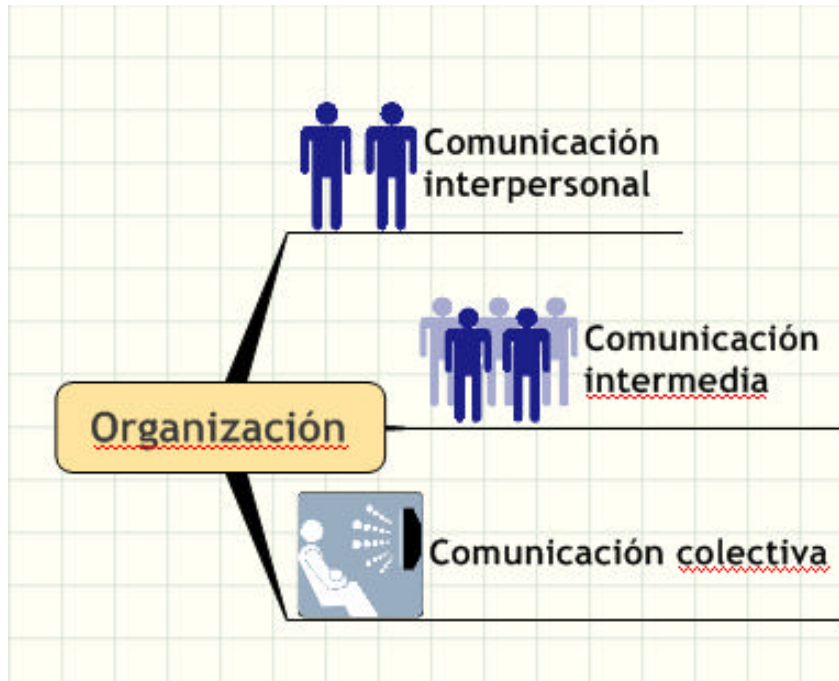 Comunicación
interpersonal
Comunicación
intermedia
Organización
Comunicación colectiva